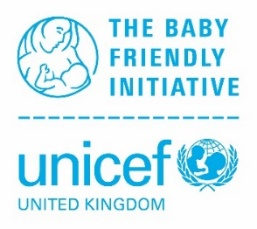 THE BABY
FRIENDLY
INITIATIVE
unicef
UNITED KINGDOM